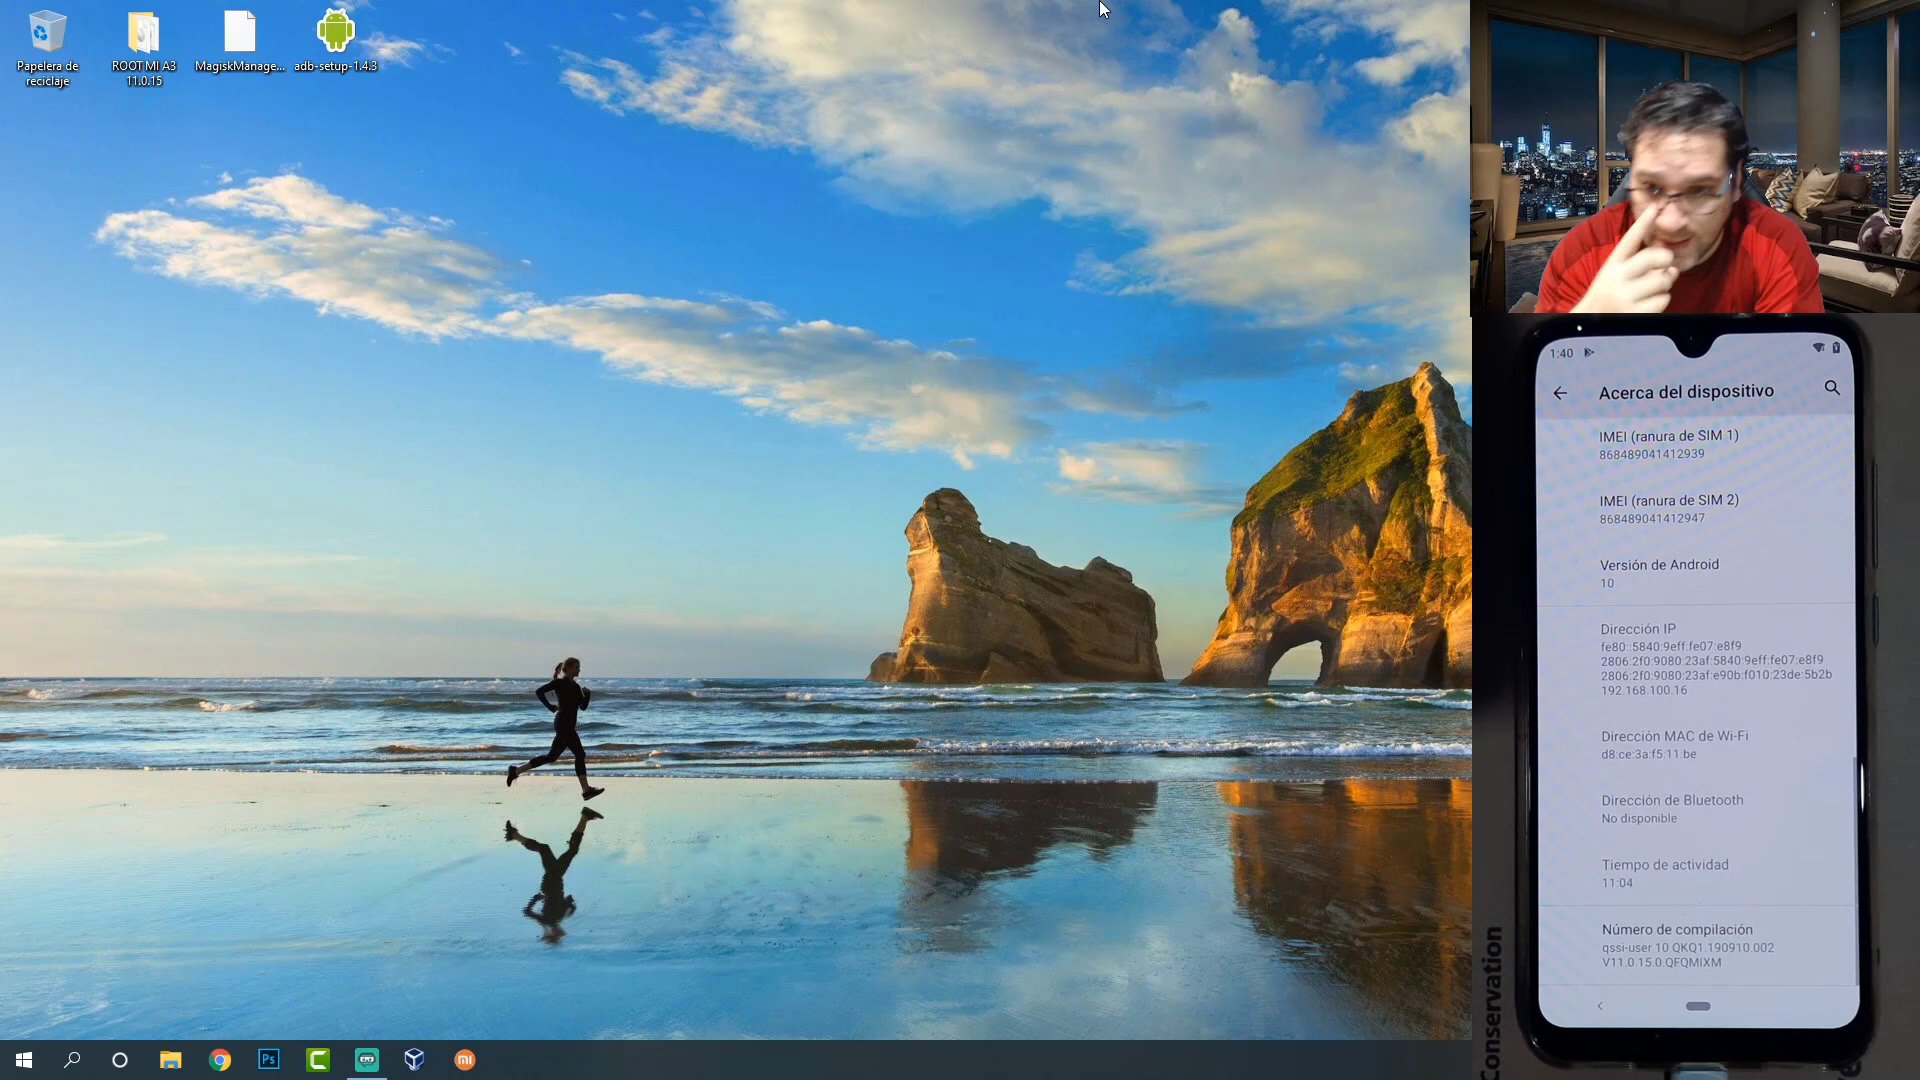 Papelera de
reciclaje
ROOT MI A3
11.0.15
MagiskManage...
adb-setup-1.4.3
Ps
mi
1:40
Acerca del dispositivo
IMEI (ranura de SIM 1)
868489041412939
IMEI (ranura de SIM 2)
868489041412947
Versión de Android
10
Dirección IP
fe80::5840:9eff:fe07:e8f9
2806:2f0:9080:23af:5840:9eff:fe07:e8f9
2806:2f0:9080:23af:e90b:f010:23de:5b2b
192.168.100.16
Dirección MAC de Wi-Fi
d8:ce:3a:f5:11:be
Dirección de Bluetooth
No disponible
Tiempo de actividad
11:04
Número de compilación
qssi-user 10 QKQ1.190910.002
V11.0.15.0.QFQMIXM
Conservation